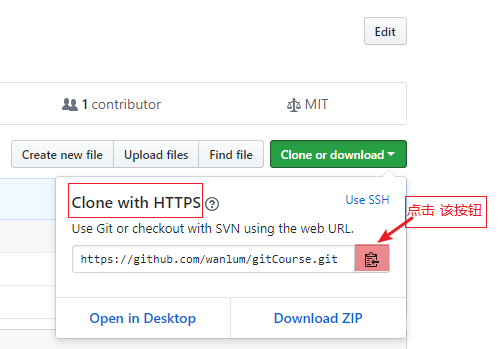 Edit
1 contributor
MIT
Create new file
Upload files
Find file
Clone or download
Clone with HTTPS
Use SSH
点击 该按钮
Use Git or checkout with SVN using the web URL.
https://github.com/wanlum/gitCourse.git
Open in Desktop
Download ZIP